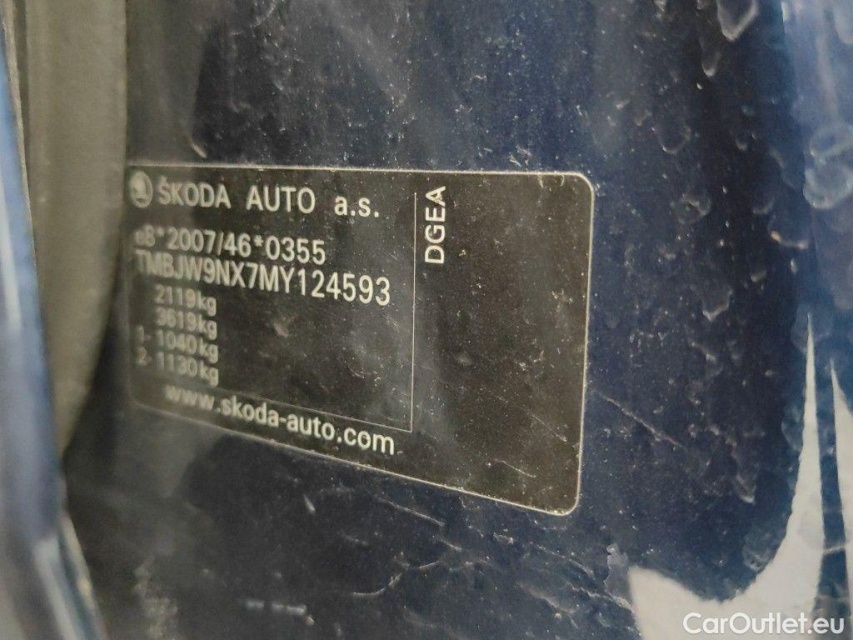 ŠKODA AUTO a.s.
e8*2007/46*0355
TMBJW9NX7MY124593
2119kg
3619kg
1- 1040kg
2- 1130kg
www.skoda-auto.com
DGEA
CarOutlet.eu